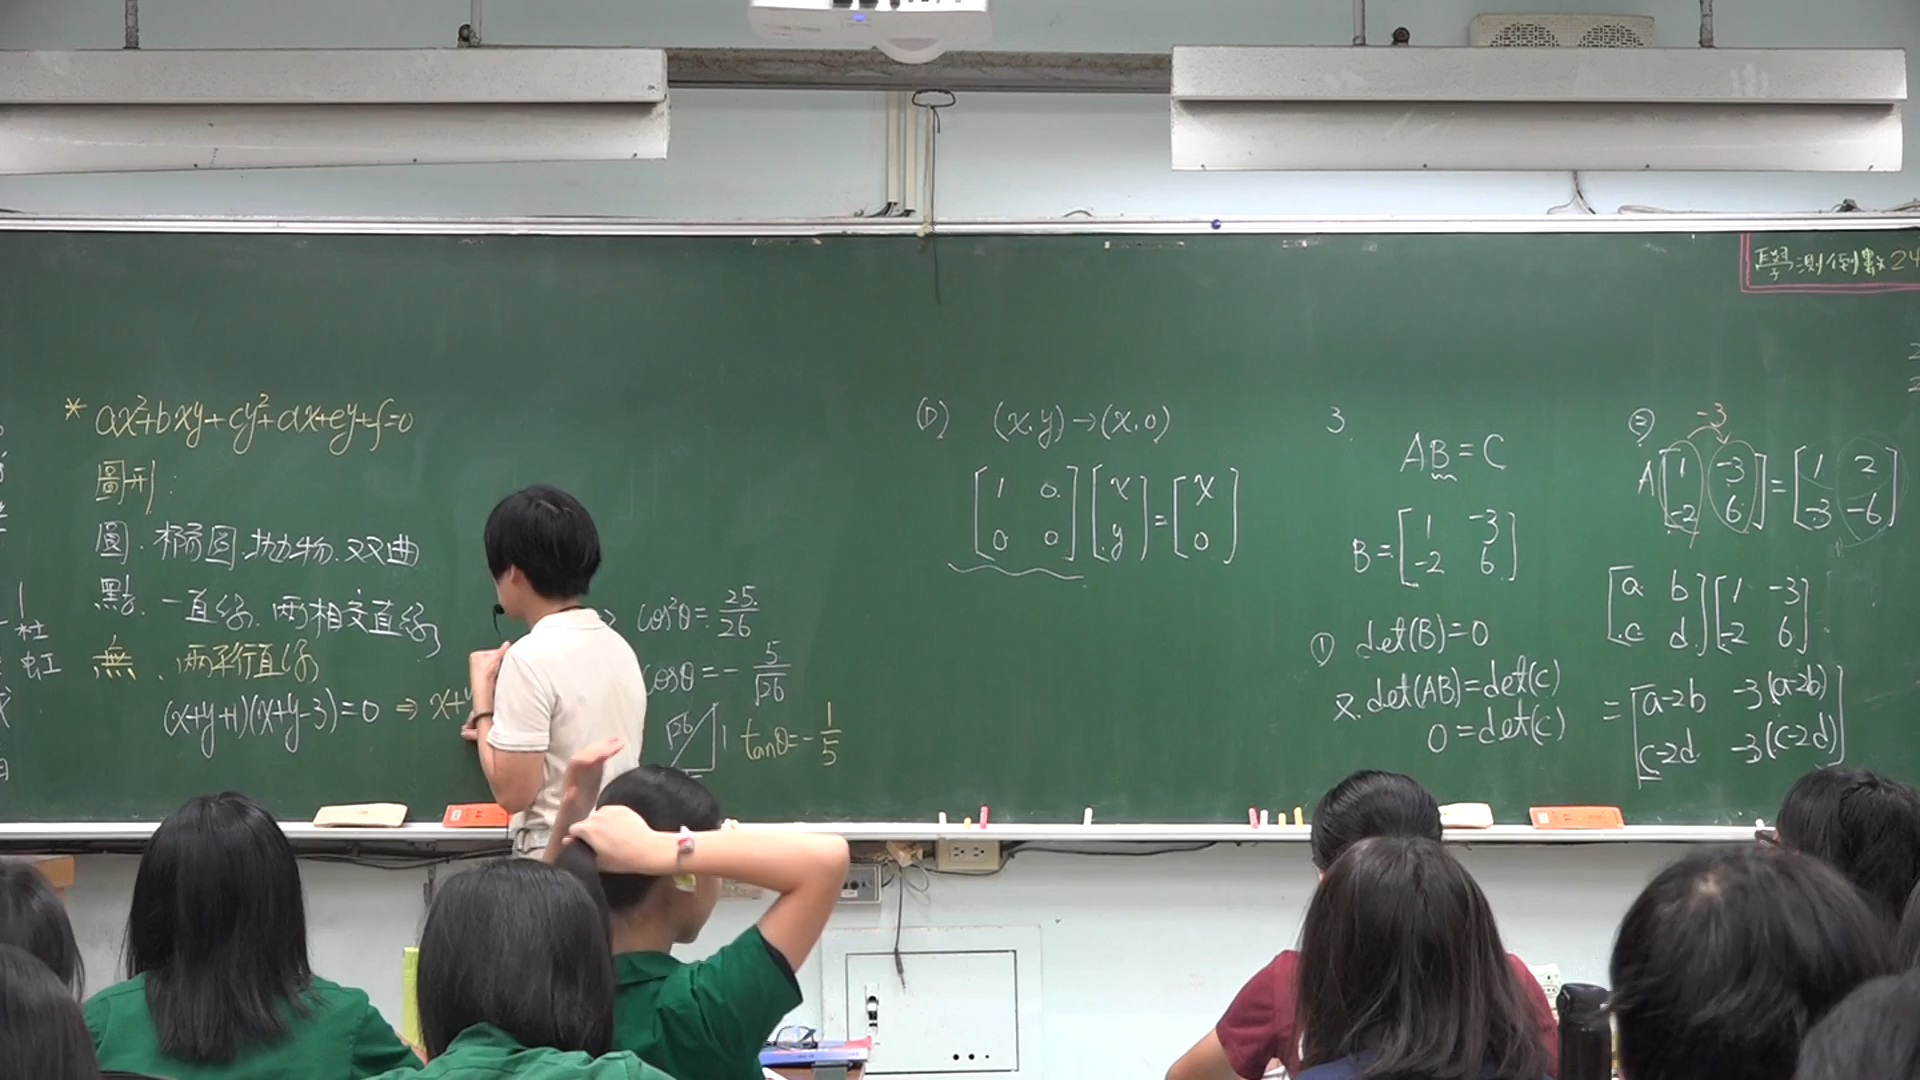 * ax²+bxy+cy²+dx+ey+f=0
圖形:
圓.橢圓.拋物.双曲
點.一直線.兩相交直線
無.兩平行直線
(x+y+1)(x+y-3)=0 ⇒ x+y
cos²θ=25/26
cosθ=-5/√26
√26 1 tanθ=-1/5
(D) (x.y)→(x.0)
[1 0
0 0][x
y]=[x
0]
3.
AB=C
B=[1 -3
-2 6]
① det(B)=0
x.det(AB)=det(C)
0=det(C)
② -3
A[1 -3
-2 6]=[1 2
-3 -6]
[a b
c d][1 -3
-2 6]
=[a-2b -3(a-2b)
c-2d -3(c-2d)]
學測倒數24